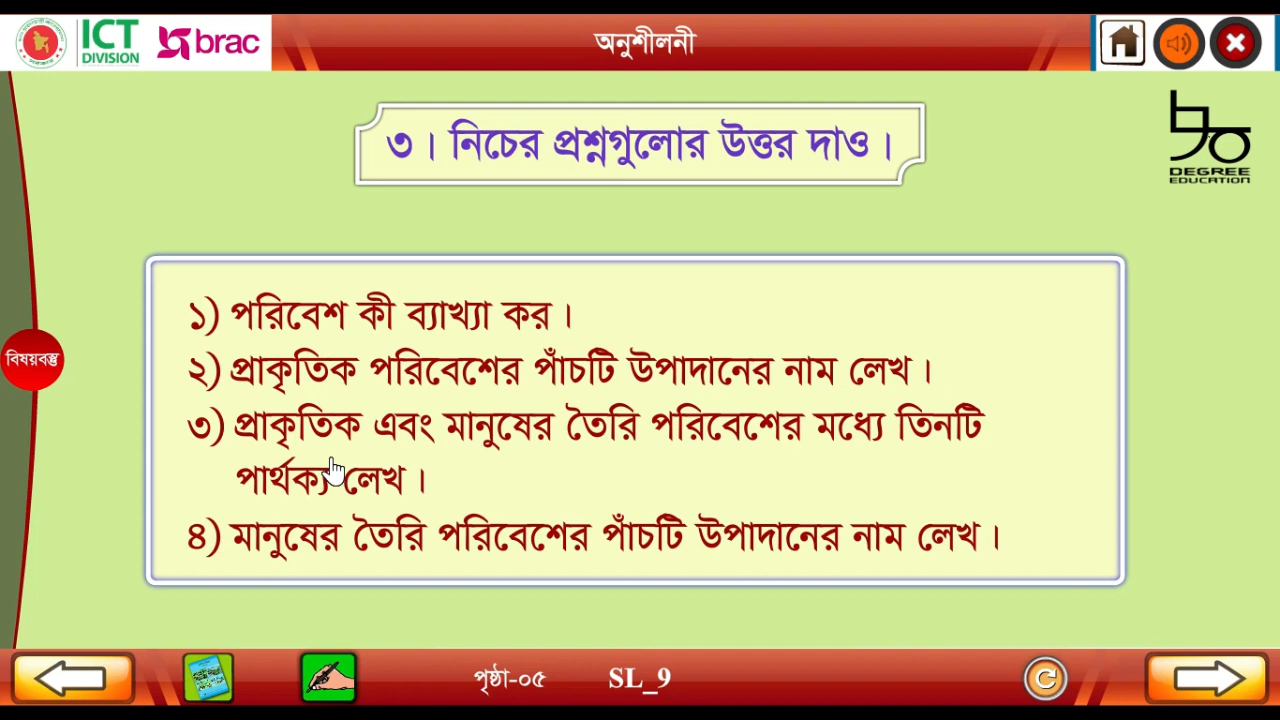 ICT
DIVISION
brac
অনুশীলনী
৩। নিচের প্রশ্নগুলোর উত্তর দাও।
DEGREE
EDUCATION
১) পরিবেশ কী ব্যাখ্যা কর।
২) প্রাকৃতিক পরিবেশের পাঁচটি উপাদানের নাম লেখ।
৩) প্রাকৃতিক এবং মানুষের তৈরি পরিবেশের মধ্যে তিনটি
পার্থক্য লেখ।
৪) মানুষের তৈরি পরিবেশের পাঁচটি উপাদানের নাম লেখ।
বিষয়বস্তু
পৃষ্ঠা-০৫
SL_9